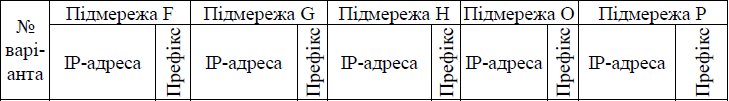 № варі-анта
Підмережа F
Підмережа G
Підмережа H
Підмережа O
Підмережа P
IP-адреса
Префікс
IP-адреса
Префікс
IP-адреса
Префікс
IP-адреса
Префікс
IP-адреса
Префікс